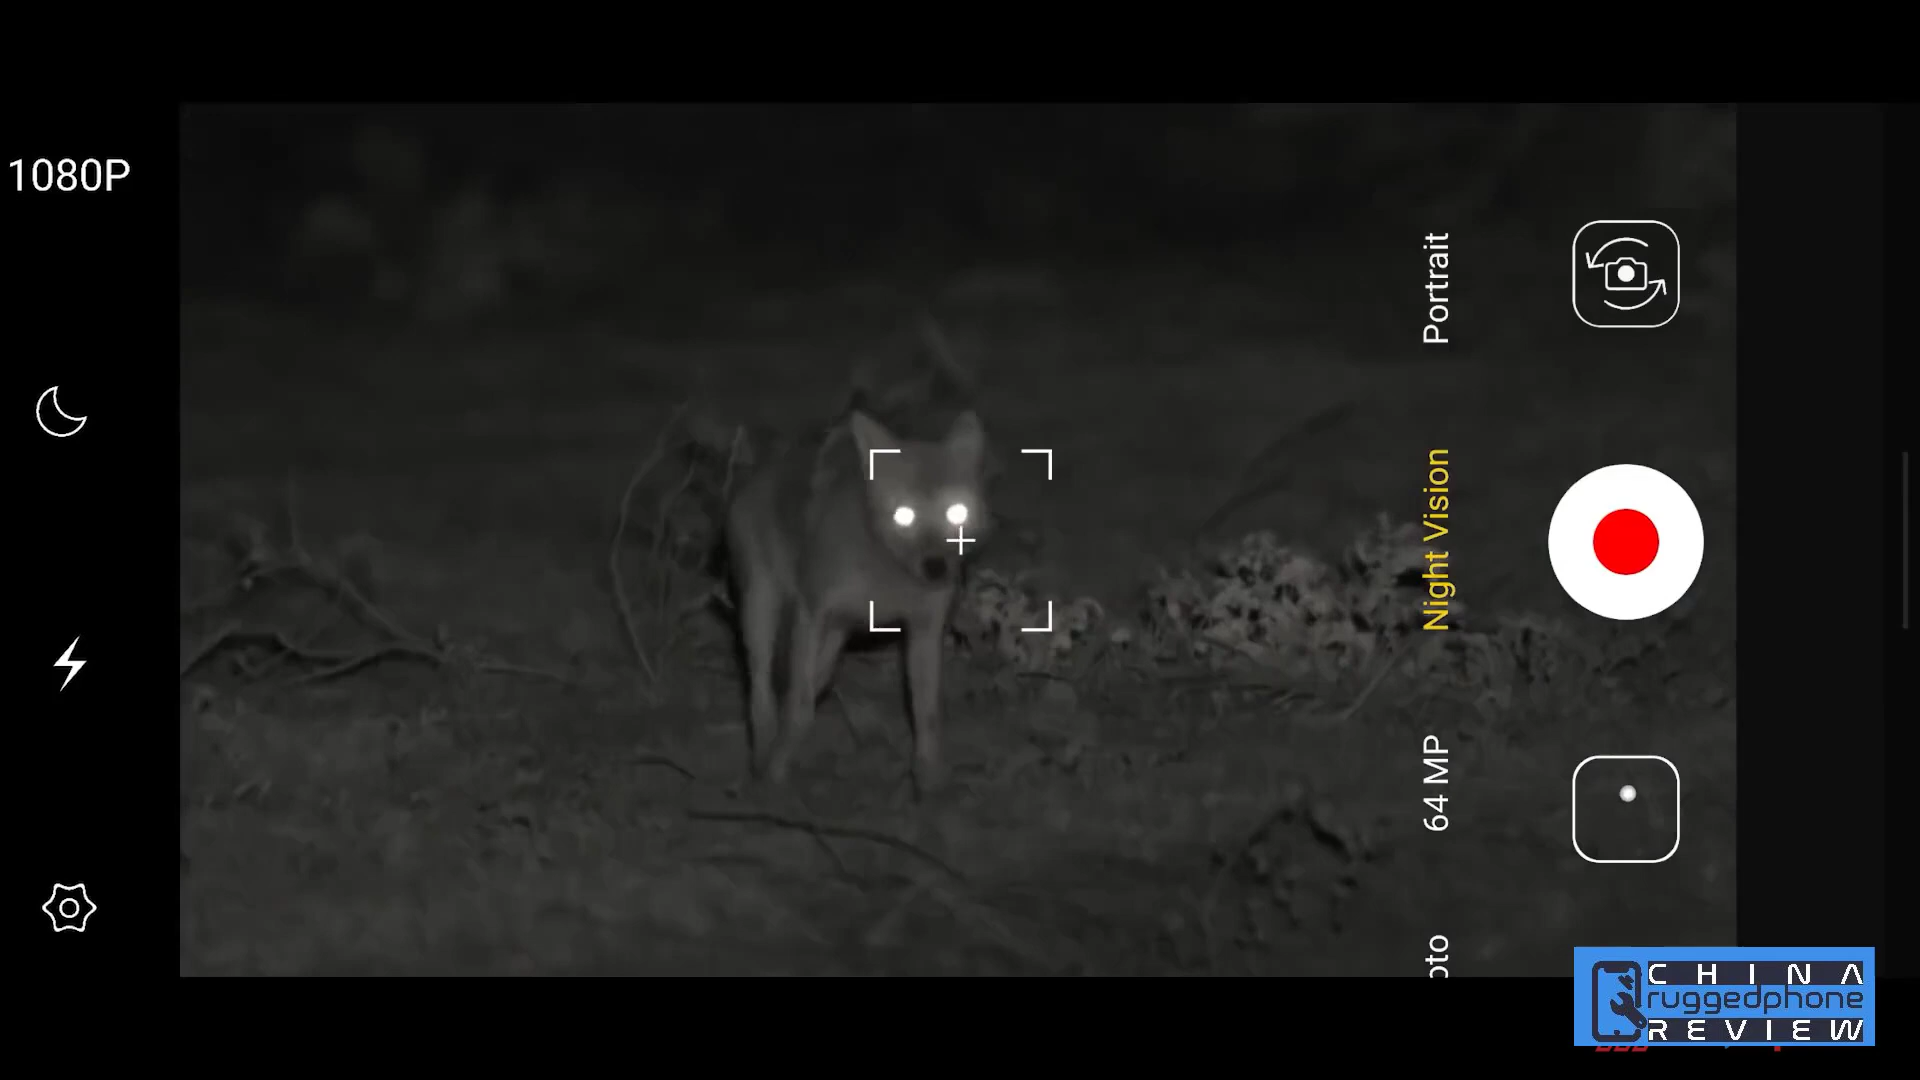 1080P
Portrait
Night Vision
64 MP
oto
CHINA
ruggedphone
REVIEW